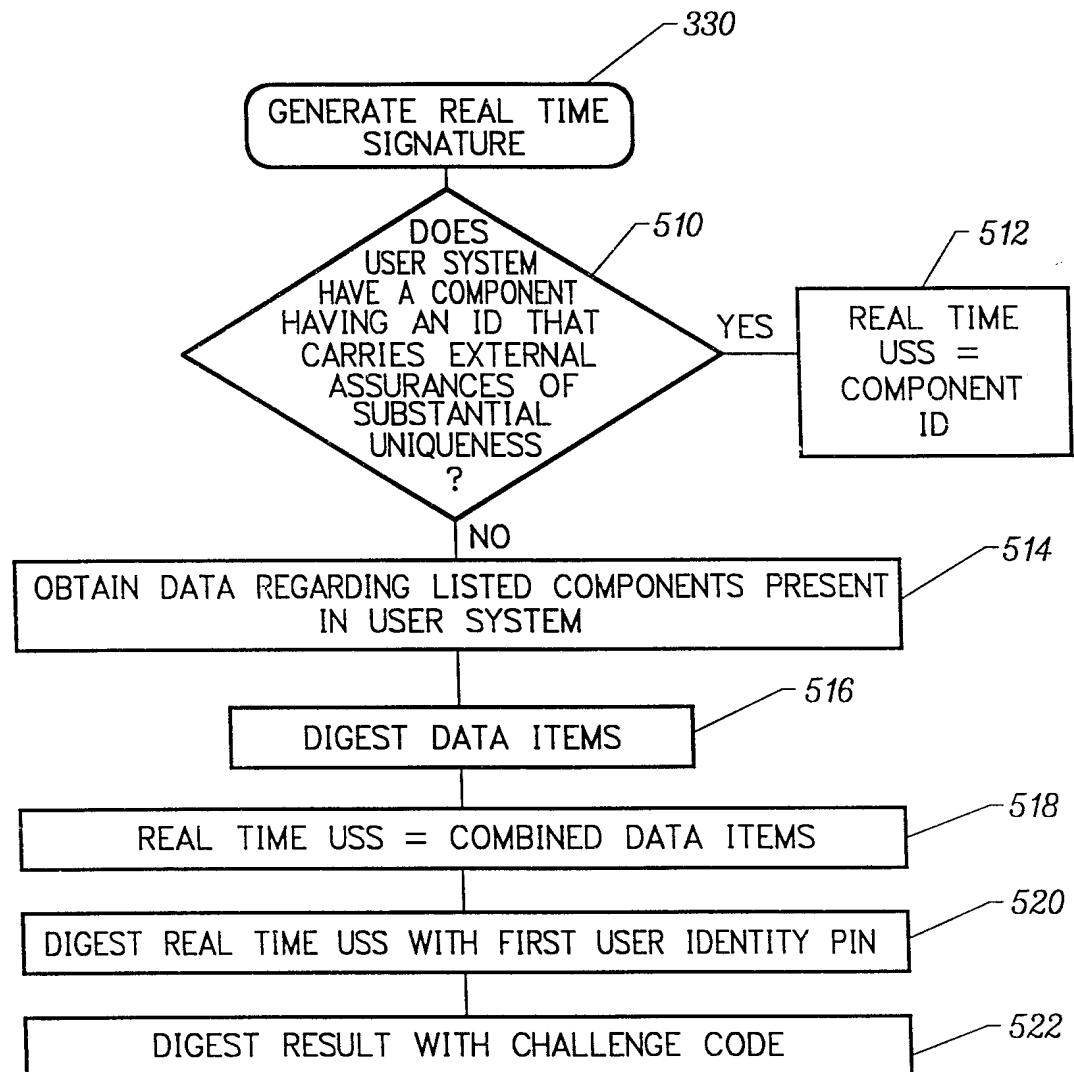 330
GENERATE REAL TIME
SIGNATURE
DOES
USER SYSTEM
HAVE A COMPONENT
HAVING AN ID THAT
CARRIES EXTERNAL
ASSURANCES OF
SUBSTANTIAL
UNIQUENESS
?
510
YES
512
REAL TIME
USS =
COMPONENT
ID
NO
514
OBTAIN DATA REGARDING LISTED COMPONENTS PRESENT
IN USER SYSTEM
516
DIGEST DATA ITEMS
518
REAL TIME USS = COMBINED DATA ITEMS
520
DIGEST REAL TIME USS WITH FIRST USER IDENTITY PIN
522
DIGEST RESULT WITH CHALLENGE CODE